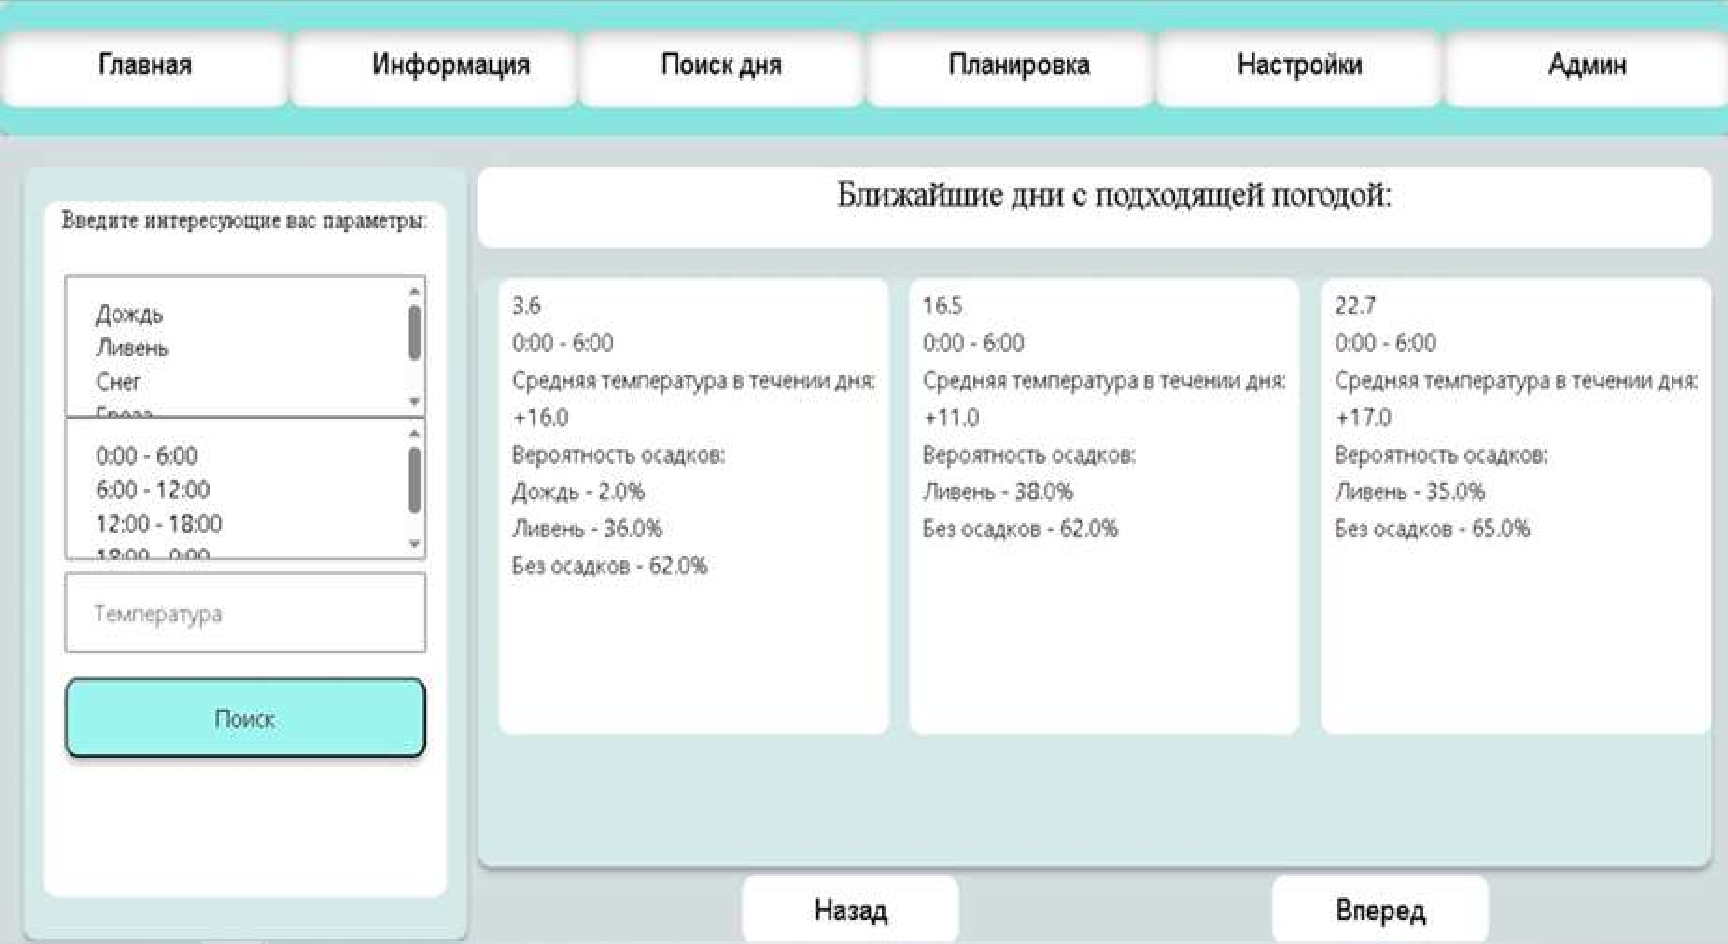 Главная
Информация
Поиск дня
Планировка
Настройки
Админ
Введите интересующие вас параметры:
Дождь
Ливень
Снег
Гроза
0:00 - 6:00
6:00 - 12:00
12:00 - 18:00
18:00 - 0:00
Температура
Поиск
Ближайшие дни с подходящей погодой:
3.6
0:00 - 6:00
Средняя температура в течении дня:
+16.0
Вероятность осадков:
Дождь - 2.0%
Ливень - 36.0%
Без осадков - 62.0%
16.5
0:00 - 6:00
Средняя температура в течении дня:
+11.0
Вероятность осадков:
Ливень - 38.0%
Без осадков - 62.0%
22.7
0:00 - 6:00
Средняя температура в течении дня:
+17.0
Вероятность осадков:
Ливень - 35.0%
Без осадков - 65.0%
Назад
Вперед